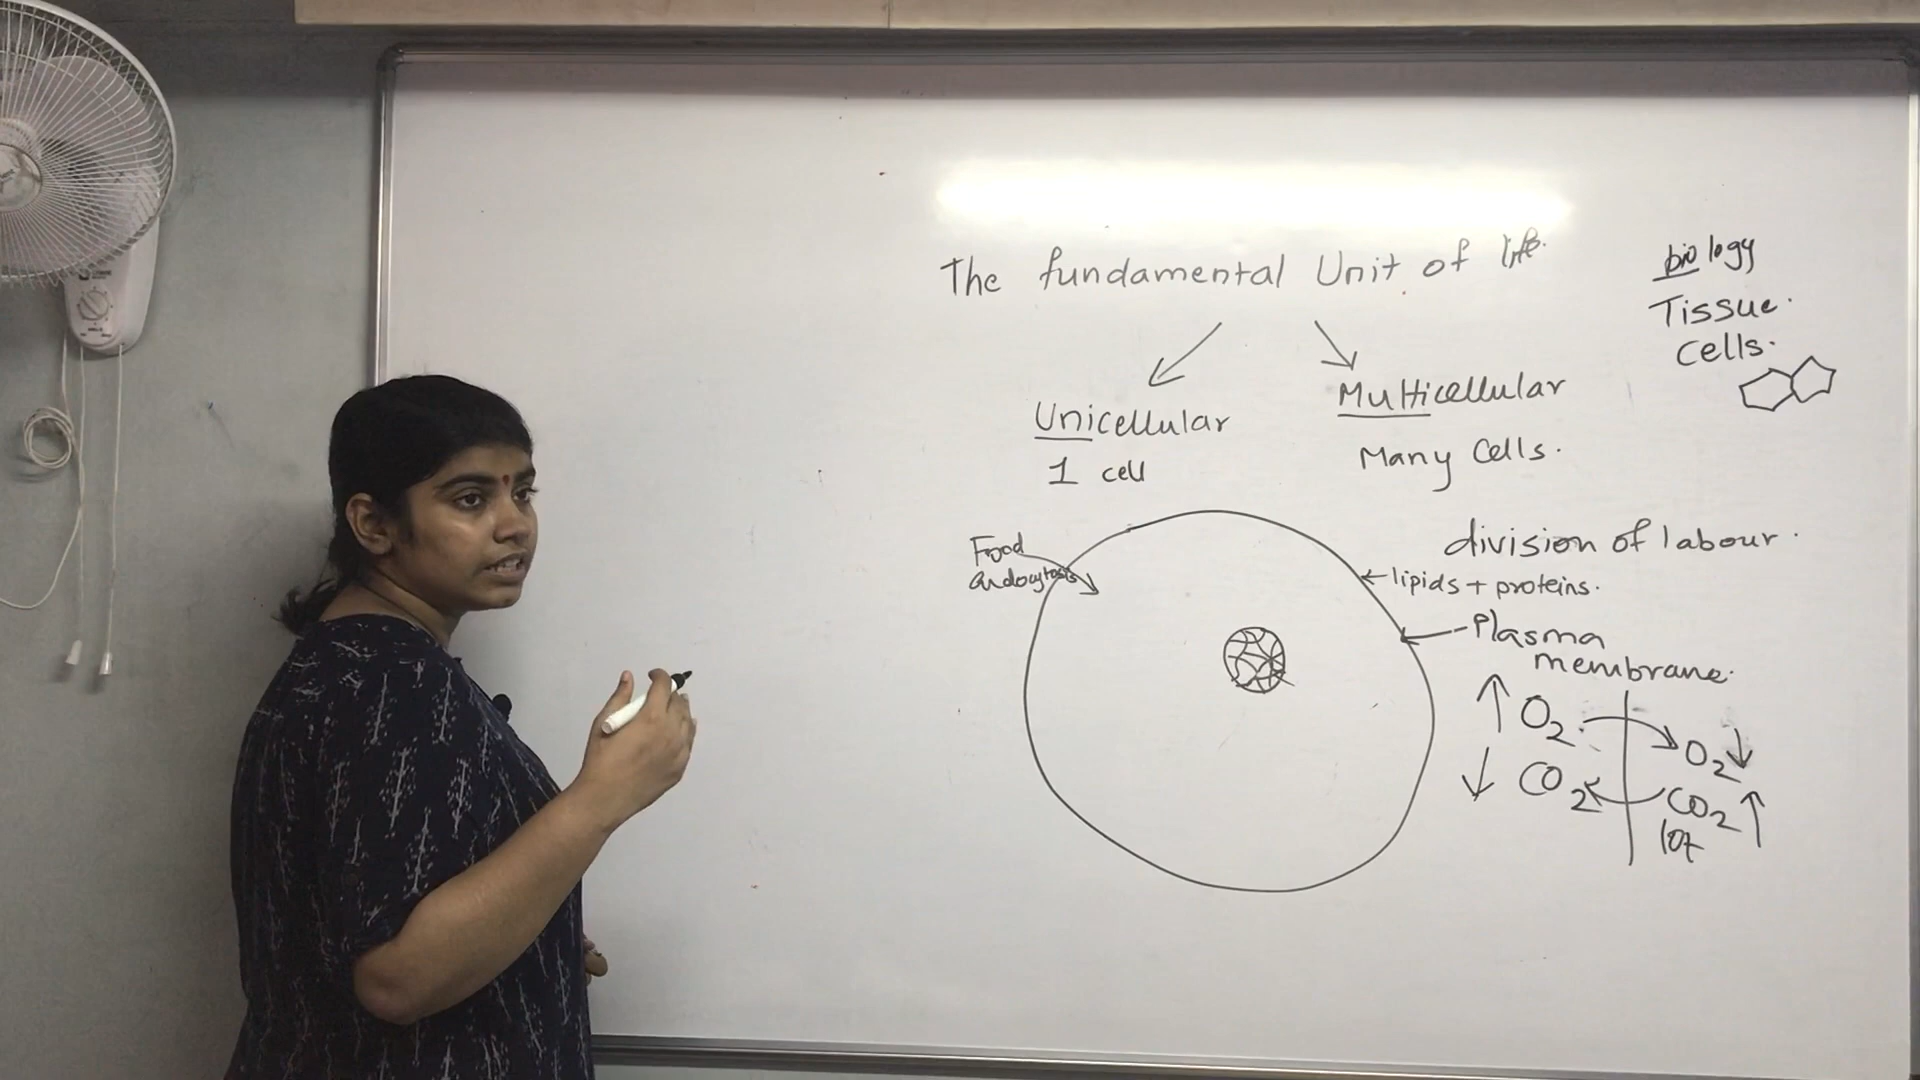 The fundamental Unit of life.
biology
Tissue.
cells.
Unicellular
1 cell
Multicellular
Many Cells.
division of labour.
Food
endocytosis
lipids + proteins.
Plasma
membrane.
↑ O2
O2 ↓
↓ CO2
CO2 ↑